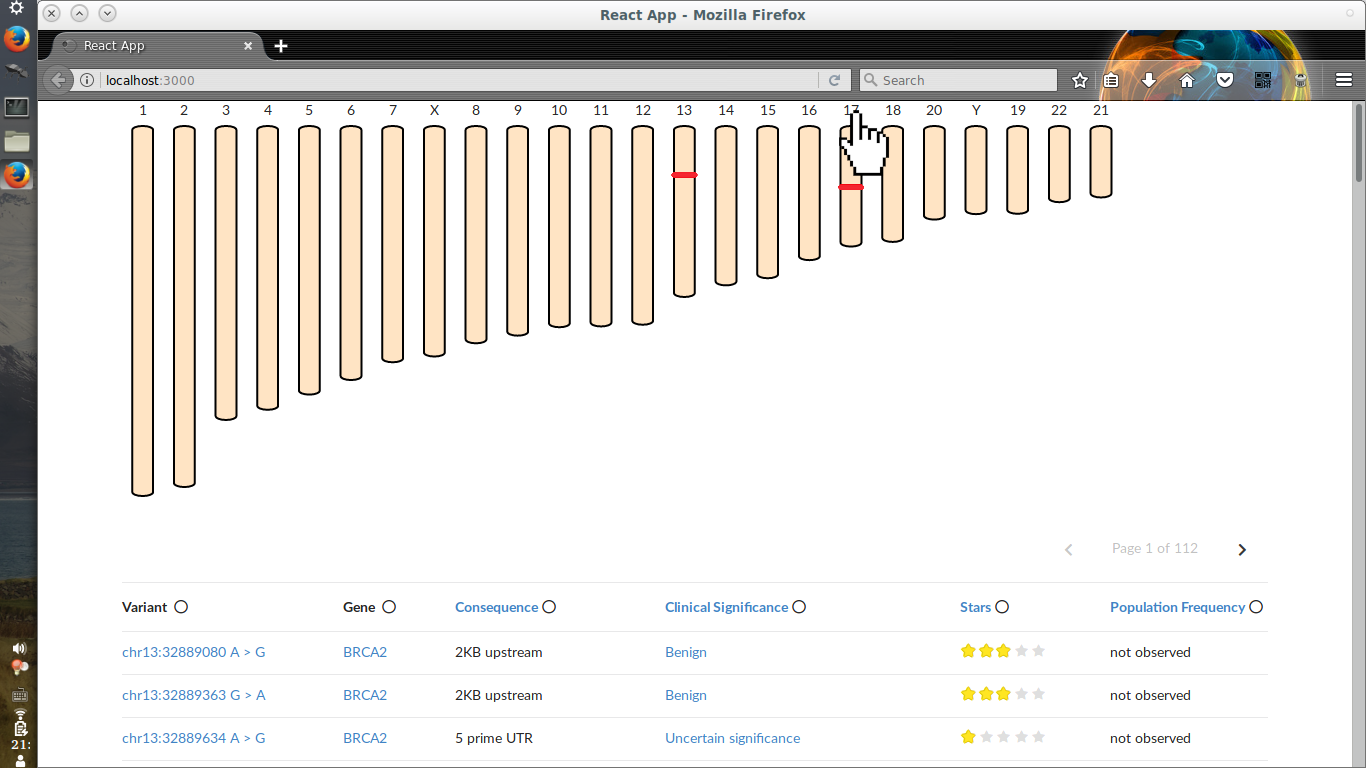 React App - Mozilla Firefox
React App
localhost:3000
Search
1 2 3 4 5 6 7 X 8 9 10 11 12 13 14 15 16 17 18 20 Y 19 22 21
Page 1 of 112
Variant Gene Consequence Clinical Significance Stars Population Frequency
chr13:32889080 A > G BRCA2 2KB upstream Benign not observed
chr13:32889363 G > A BRCA2 2KB upstream Benign not observed
chr13:32889634 A > G BRCA2 5 prime UTR Uncertain significance not observed
21: